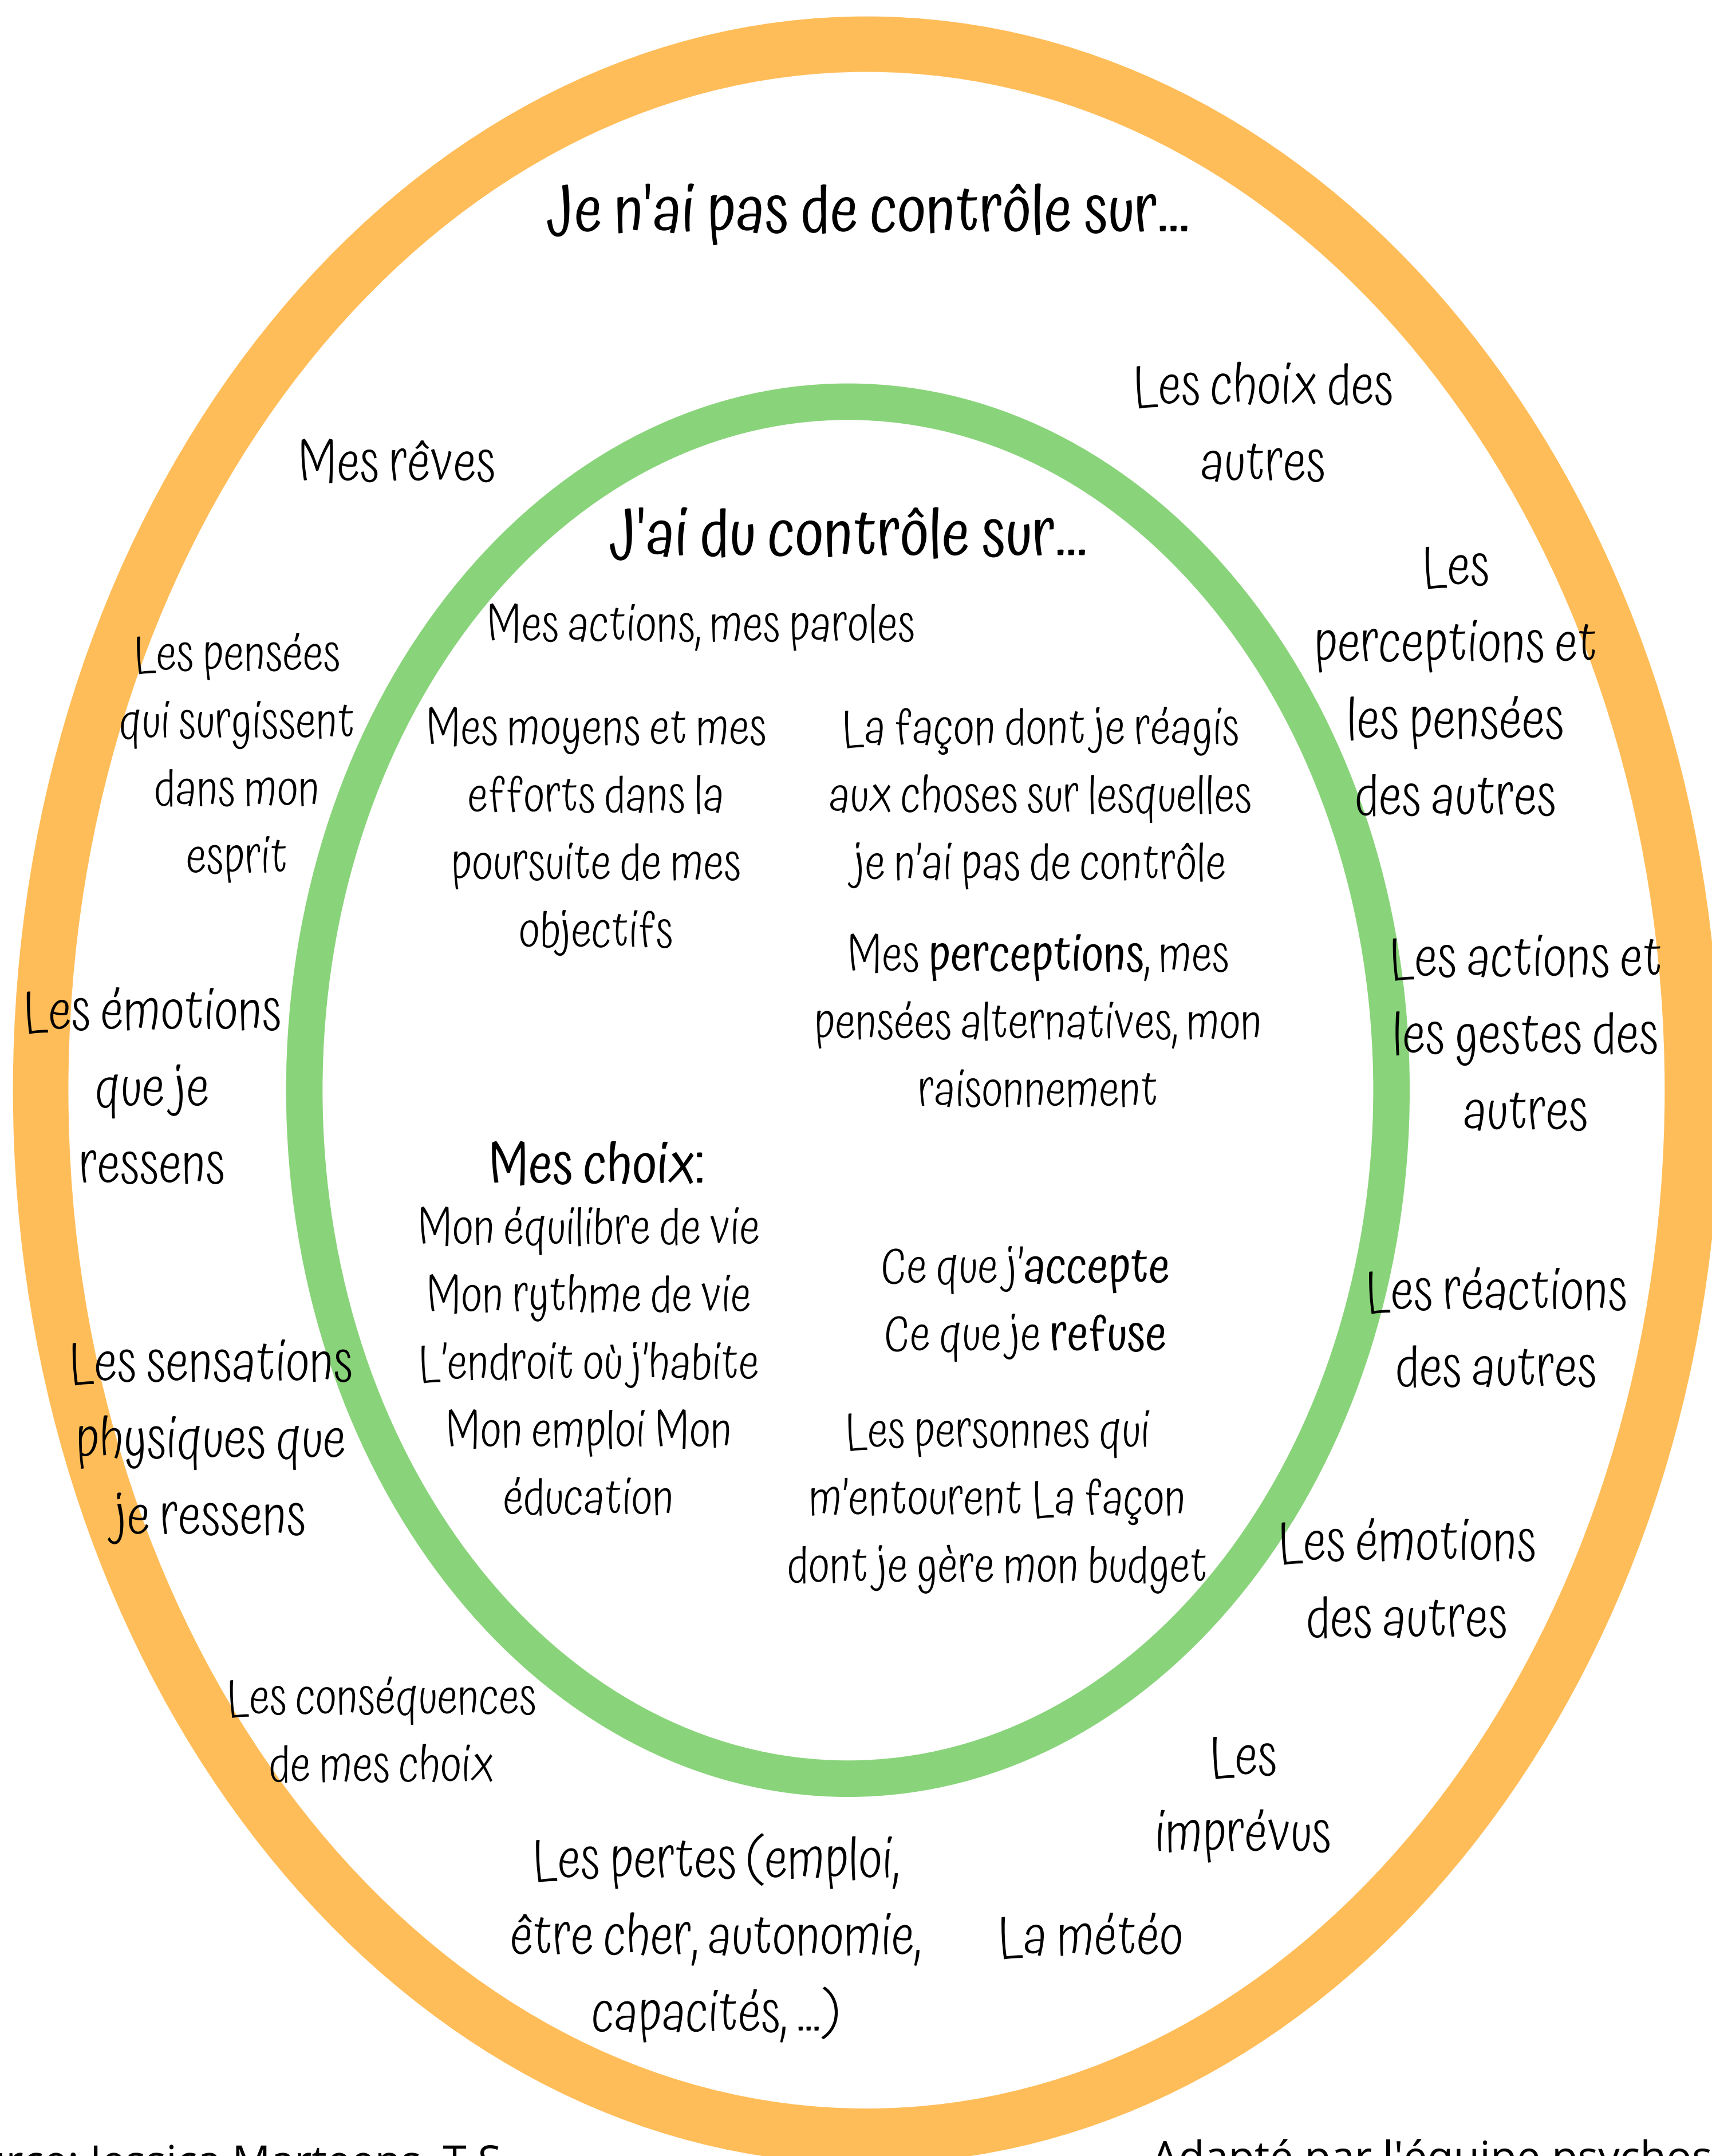 Je n'ai pas de contrôle sur...
Les choix des
autres
Mes rêves
J'ai du contrôle sur...
Mes actions, mes paroles
Les pensées
qui surgissent
dans mon
esprit
Mes moyens et mes
efforts dans la
poursuite de mes
objectifs
La façon dont je réagis
aux choses sur lesquelles
je n'ai pas de contrôle
Les
perceptions et
les pensées
des autres
Mes perceptions, mes
pensées alternatives, mon
raisonnement
Les émotions
que je
ressens
Les actions et
les gestes des
autres
Mes choix:
Mon équilibre de vie
Mon rythme de vie
L'endroit où j'habite
Mon emploi Mon
éducation
Ce que j'accepte
Ce que je refuse
Les personnes qui
m'entourent La façon
dont je gère mon budget
Les sensations
physiques que
je ressens
Les réactions
des autres
Les émotions
des autres
Les conséquences
de mes choix
Les
imprévus
Les pertes (emploi,
être cher, autonomie,
capacités, ...)
La météo
Jessica Martoons, T.S.
Adapté par l'équipe